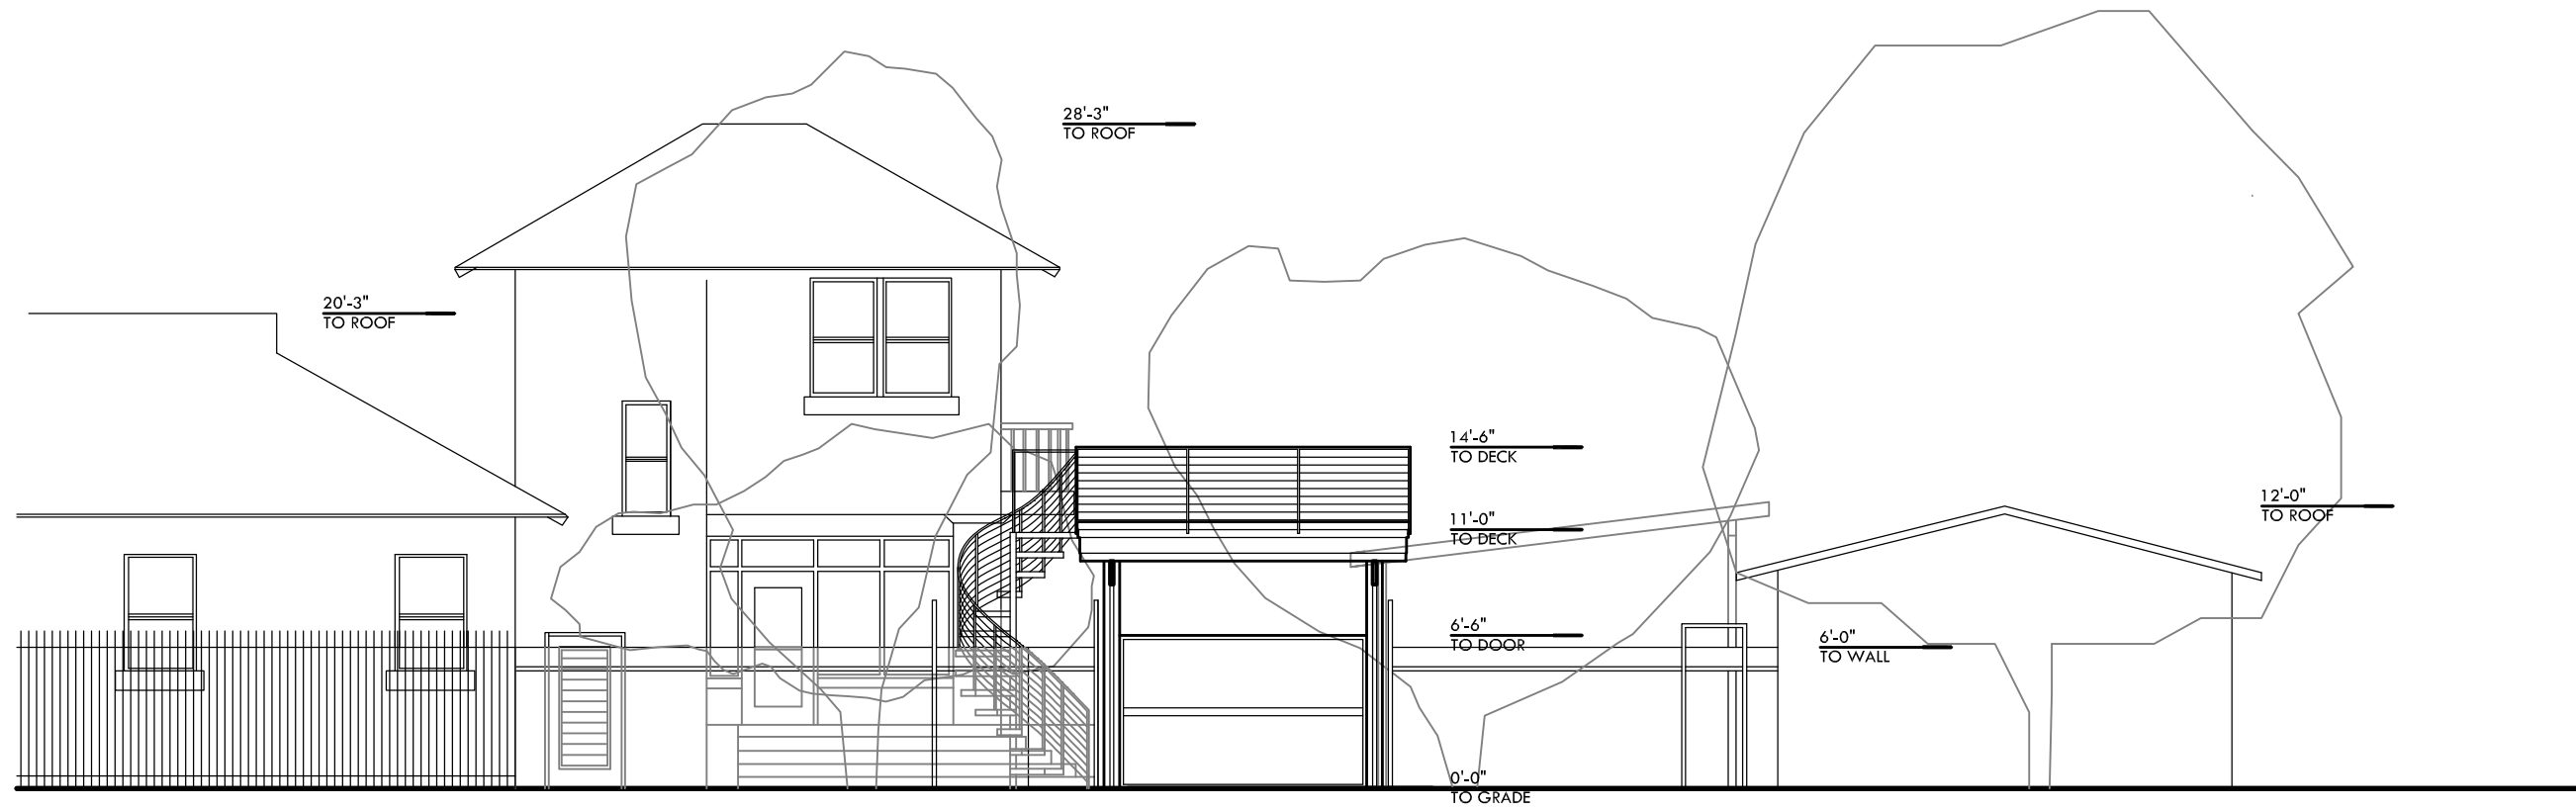 28'-3"
TO ROOF
20'-3"
TO ROOF
14'-6"
TO DECK
12'-0"
TO ROOF
11'-0"
TO DECK
6'-6"
TO DOOR
6'-0"
TO WALL
0'-0"
TO GRADE